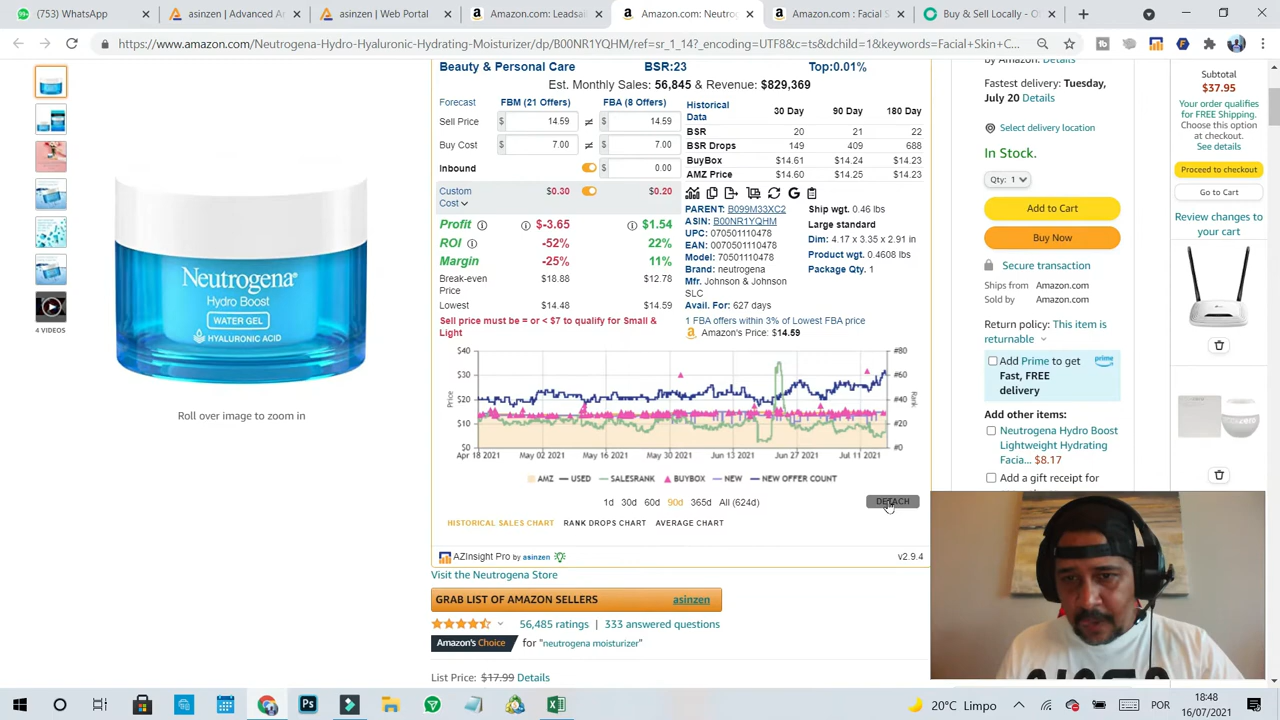 (753) WhatsApp
asinzen | Advanced Ar
asinzen | Web Portal
Amazon.com: Leadsa
Amazon.com: Neutro
Amazon.com : FACIAL
Buy & Sell Locally - O
https://www.amazon.com/Neutrogena-Hydro-Hydrating-Hyaluronic-Moisturizer/dp/B00NR1YQHM/ref=sr_1_14?_encoding=UTF8&c=ts&dchild=1&keywords=Facial+Skin+C...
Beauty & Personal Care
BSR:23
Top:0.01%
Est. Monthly Sales: 56,845 & Revenue: $829,369
Forecast
FBM (21 Offers)
FBA (8 Offers)
Historical Data
30 Day
90 Day
180 Day
Sell Price
$ 14.59 ≠ $ 14.59
Buy Cost
$ 7.00 ≠ $ 7.00
Inbound
$ 0.00
Custom Cost
$0.30
$0.20
BSR 20 21 22
BSR Drops 149 409 688
BuyBox $14.61 $14.24 $14.23
AMZ Price $14.60 $14.25 $14.23
Profit $-3.65 $1.54
ROI -52% 22%
Margin -25% 11%
Break-even Price $18.88 $12.78
Lowest $14.48 $14.59
Sell price must be = or < $7 to qualify for Small &
Light
PARENT: B099M33XC2
ASIN: B00NR1YQHM
UPC: 070501110478
EAN: 0070501110478
Model: 70501110478
Brand: neutrogena
Mfr. Johnson & Johnson
SLC
Avail. For: 627 days
Ship wgt. 0.46 lbs
Large standard
Dim: 4.17 x 3.35 x 2.91 in
Product wgt. 0.4608 lbs
Package Qty. 1
1 FBA offers within 3% of Lowest FBA price
Amazon's Price: $14.59
$40
$30
$20
$10
$0
Price
#80
#60
#40
#20
#0
Rank
Apr 18 2021 May 02 2021 May 16 2021 May 30 2021 Jun 13 2021 Jun 27 2021 Jul 11 2021
AMZ USED SALESRANK BUYBOX NEW NEW OFFER COUNT
1d 30d 60d 90d 365d All (624d)
DETACH
HISTORICAL SALES CHART RANK DROPS CHART AVERAGE CHART
AZInsight Pro by asinzen
v2.9.4
Visit the Neutrogena Store
GRAB LIST OF AMAZON SELLERS asinzen
56,485 ratings | 333 answered questions
Amazon's Choice for "neutrogena moisturizer"
List Price: $17.99 Details
4 VIDEOS
Neutrogena®
Hydro Boost
WATER GEL
HYALURONIC ACID
Roll over image to zoom in
by Amazon. Details
Fastest delivery: Tuesday,
July 20 Details
Select delivery location
In Stock.
Qty: 1
Add to Cart
Buy Now
Secure transaction
Ships from Amazon.com
Sold by Amazon.com
Return policy: This item is
returnable
Add Prime to get
Fast, FREE
delivery
prime
Add other items:
Neutrogena Hydro Boost
Lightweight Hydrating
Facia... $8.17
Add a gift receipt for
Subtotal
$37.95
Your order qualifies
for FREE Shipping.
Choose this option
at checkout.
See details
Proceed to checkout
Go to Cart
Review changes to
your cart
20°C Limpo
POR
18:48
16/07/2021